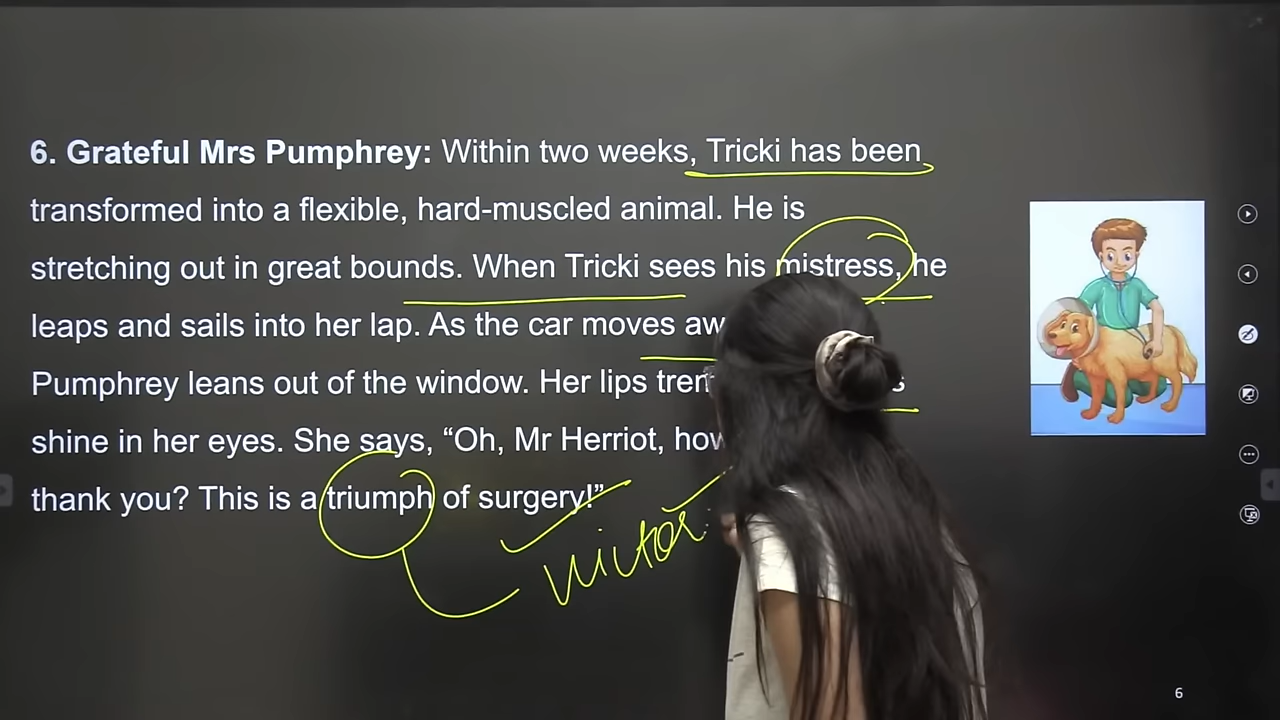 6. Grateful Mrs Pumphrey: Within two weeks, Tricki has been
transformed into a flexible, hard-muscled animal. He is
stretching out in great bounds. When Tricki sees his mistress, he
leaps and sails into her lap. As the car moves
Pumphrey leans out of the window. Her lips
shine in her eyes. She says, “Oh, Mr Herriot,
thank you? This is a triumph of surgery!”
6